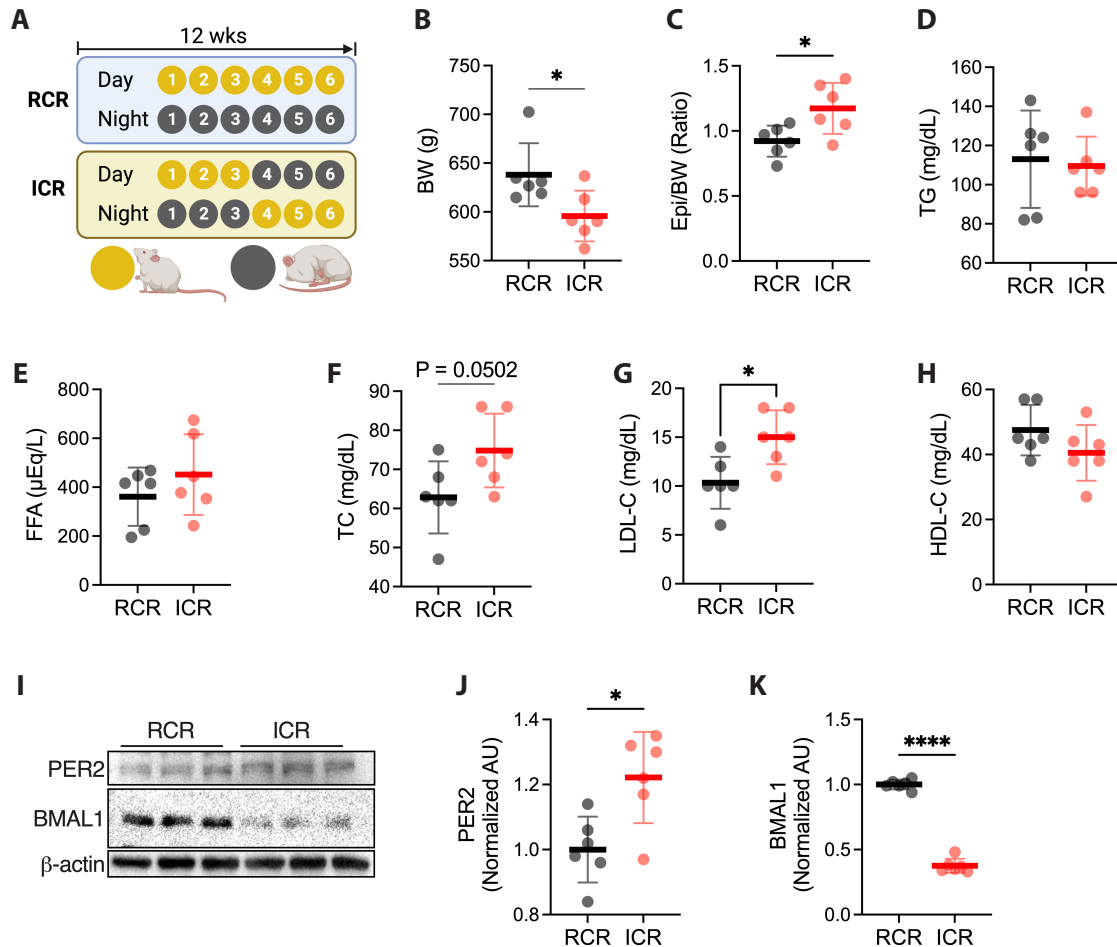 A
12 wks
RCR
Day 1 2 3 4 5 6
Night 1 2 3 4 5 6
ICR
Day 1 2 3 4 5 6
Night 1 2 3 4 5 6
B
BW (g)
750
700
650
600
550
*
RCR ICR
C
Epi/BW (Ratio)
1.5
1.0
0.5
0.0
*
RCR ICR
D
TG (mg/dL)
160
140
120
100
80
60
RCR ICR
E
FFA (μEq/L)
800
600
400
200
0
RCR ICR
F
P = 0.0502
TC (mg/dL)
90
80
70
60
50
40
RCR ICR
G
LDL-C (mg/dL)
20
15
10
5
0
*
RCR ICR
H
HDL-C (mg/dL)
60
40
20
0
RCR ICR
I
RCR ICR
PER2
BMAL1
β-actin
J
PER2
(Normalized AU)
1.4
1.2
1.0
0.8
*
RCR ICR
K
BMAL1
(Normalized AU)
1.5
1.0
0.5
0.0
****
RCR ICR